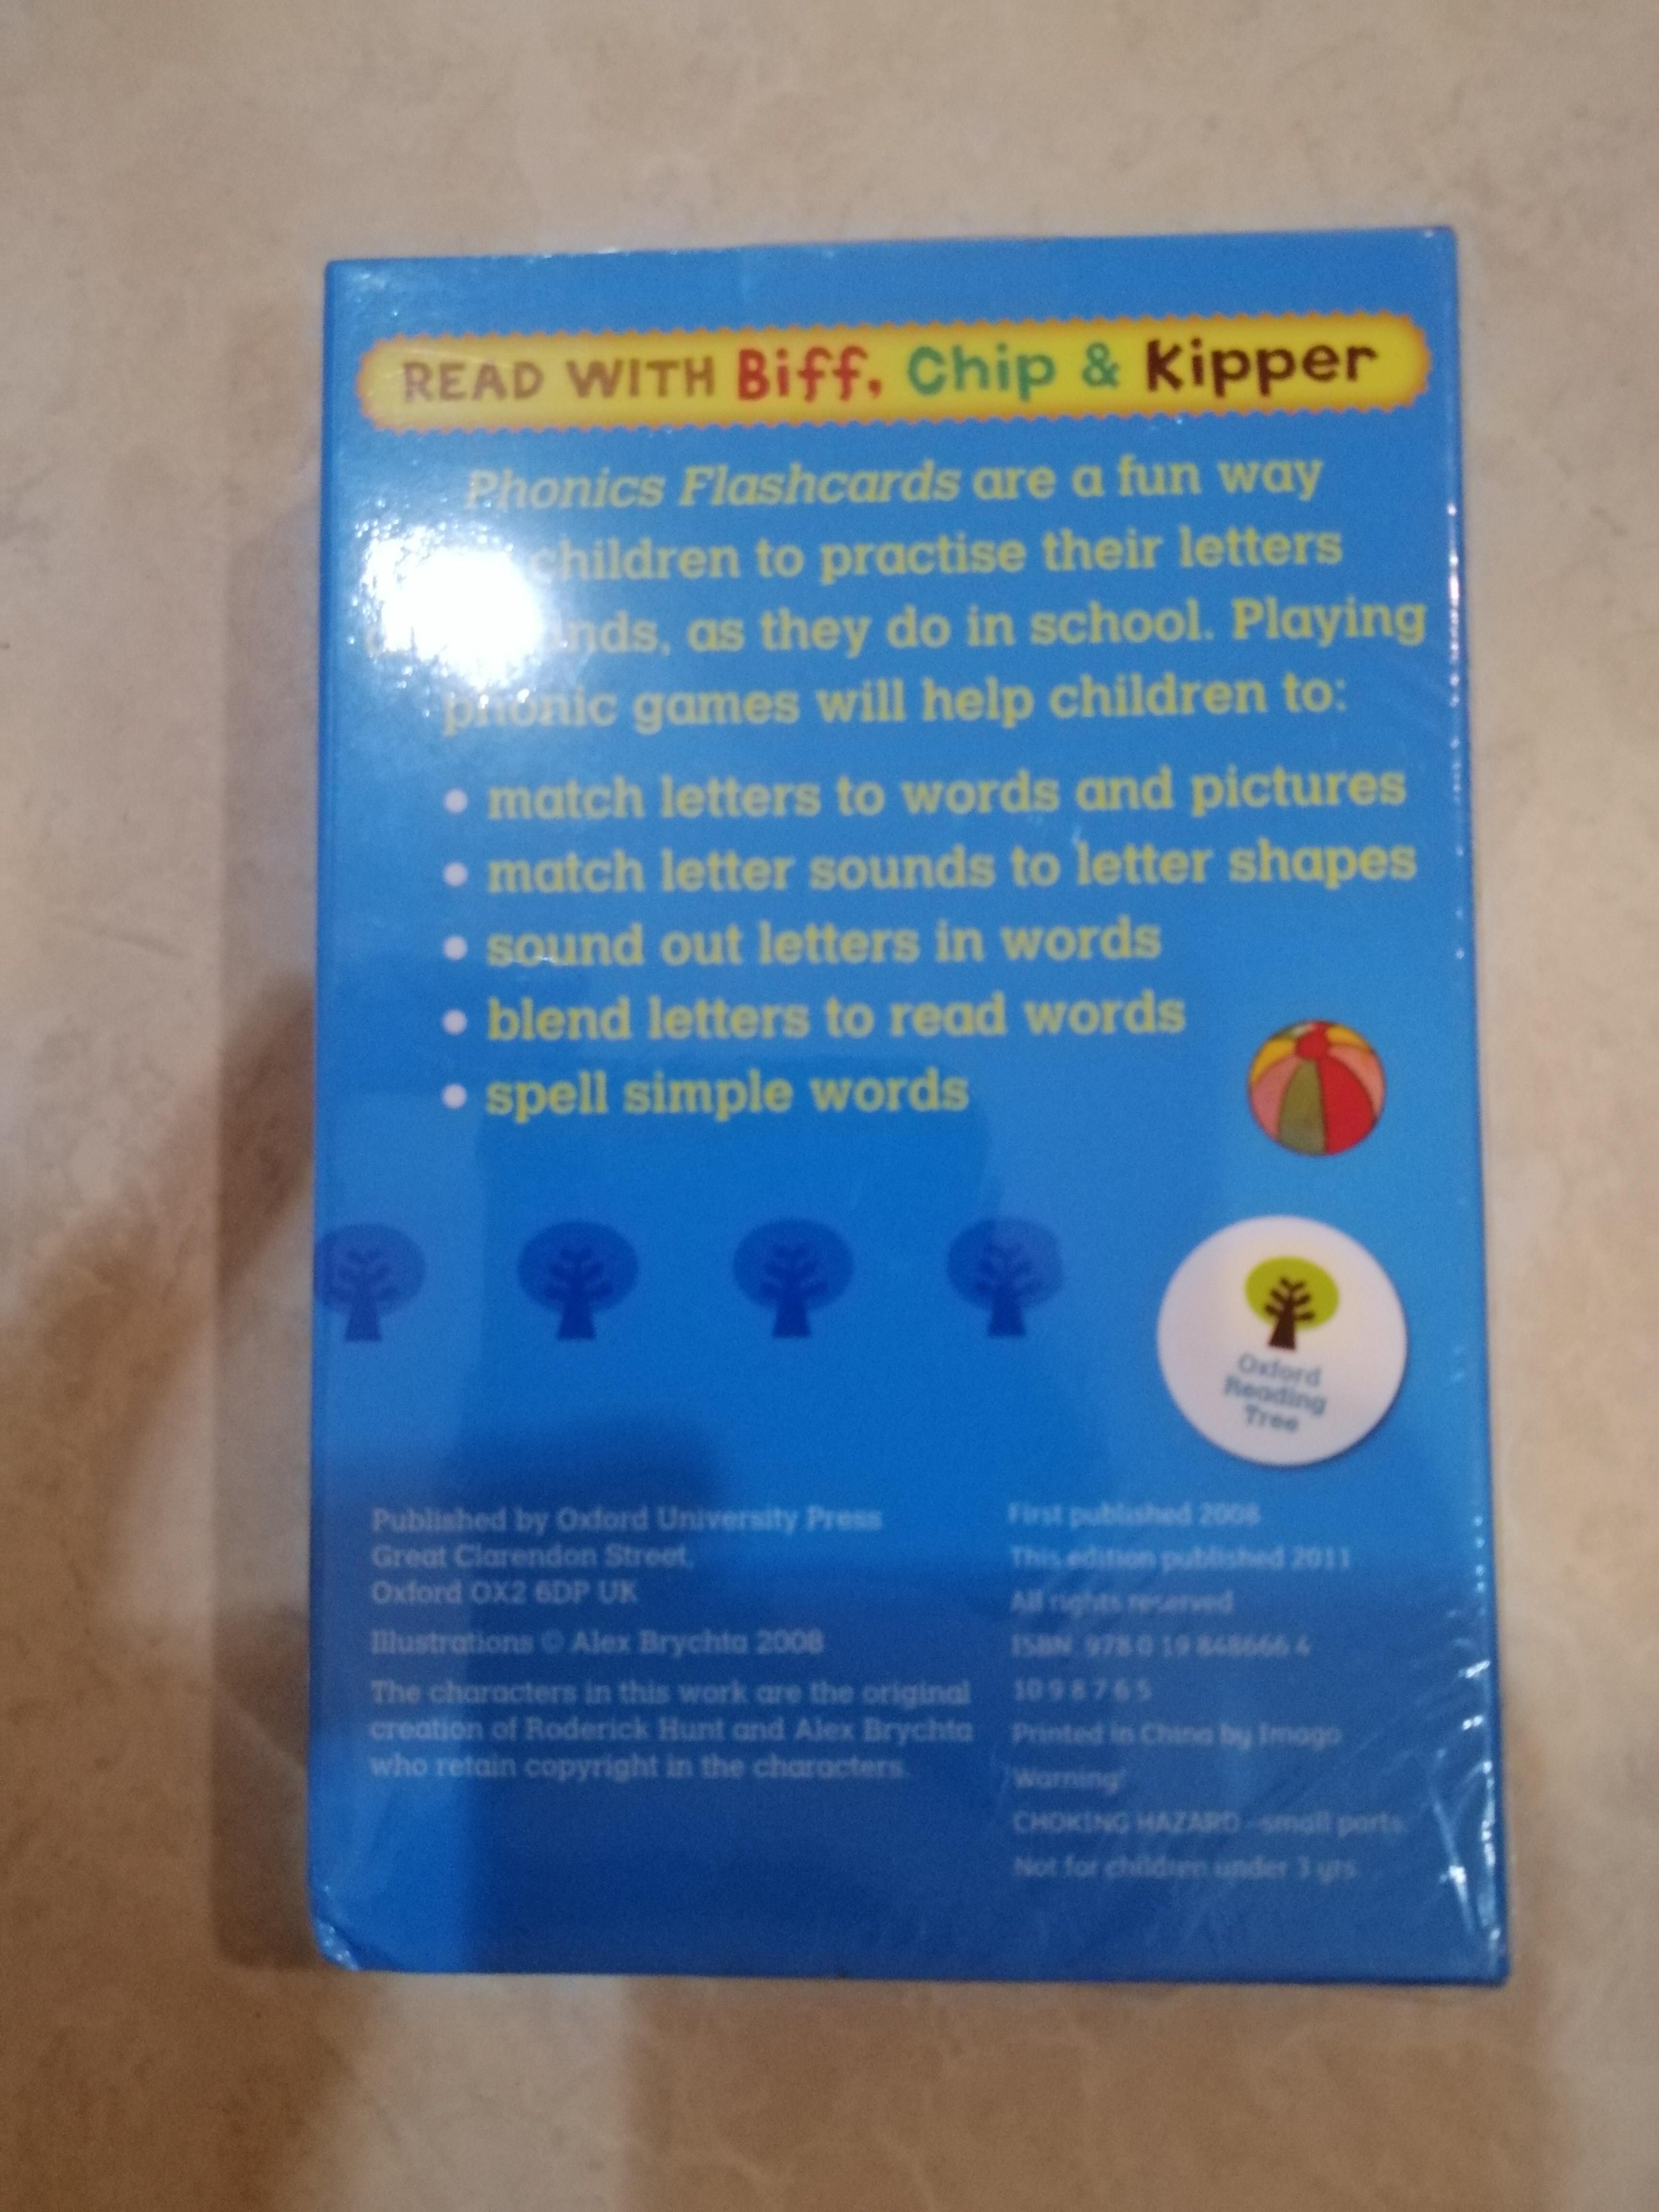 READ WITH Biff, Chip & Kipper
Phonics Flashcards are a fun way
children to practise their letters
as they do in school. Playing
phonic games will help children to:
• match letters to words and pictures
• match letter sounds to letter shapes
• sound out letters in words
• blend letters to read words
• spell simple words
Oxford
Reading
Tree
Published by Oxford University Press
Great Clarendon Street,
Oxford OX2 6DP UK
Illustrations © Alex Brychta 2008
The characters in this work are the original
creation of Roderick Hunt and Alex Brychta
who retain copyright in the characters.
First published 2008
This edition published 2011
All rights reserved
ISBN: 978 0 19 848666 4
10 9 8 7 6 5
Printed in China by Imago
Warning!
CHOKING HAZARD - small parts.
Not for children under 3 yrs.